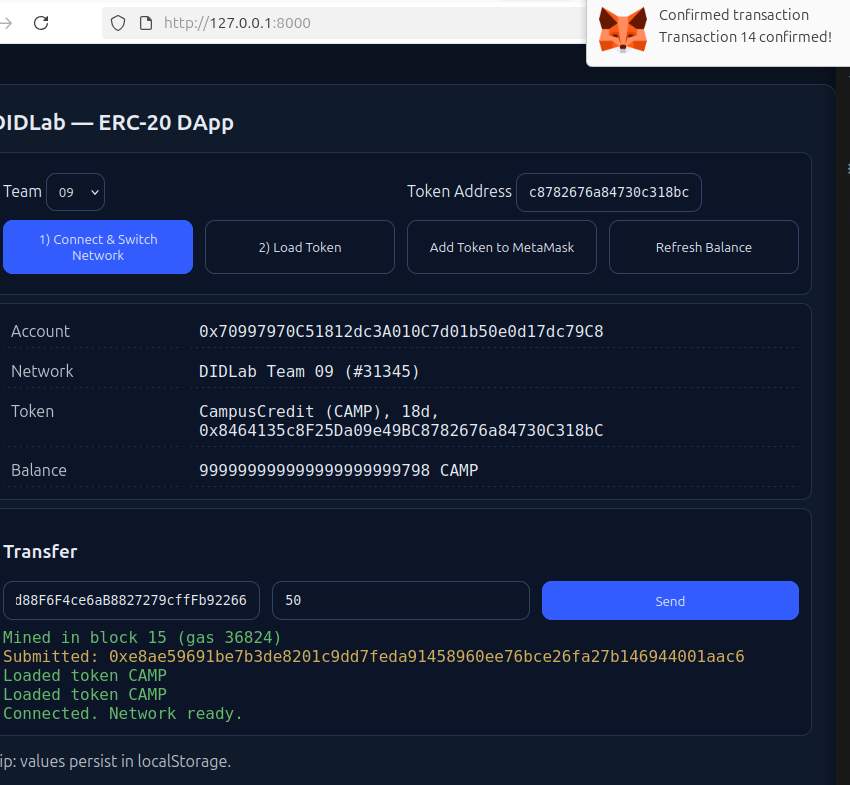 http://127.0.0.1:8000
Confirmed transaction
Transaction 14 confirmed!
DIDLab — ERC-20 DApp
Team 09
Token Address c8782676a84730c318bc
1) Connect & Switch
Network
2) Load Token
Add Token to MetaMask
Refresh Balance
Account 0x70997970C51812dc3A010C7d01b50e0d17dc79C8
Network DIDLab Team 09 (#31345)
Token CampusCredit (CAMP), 18d,
0x8464135c8F25Da09e49BC8782676a84730C318bC
Balance 999999999999999999999798 CAMP
Transfer
d88F6F4ce6aB8827279cffFb92266 50 Send
Mined in block 15 (gas 36824)
Submitted: 0xe8ae59691be7b3de8201c9dd7feda91458960ee76bce26fa27b146944001aac6
Loaded token CAMP
Loaded token CAMP
Connected. Network ready.
ip: values persist in localStorage.